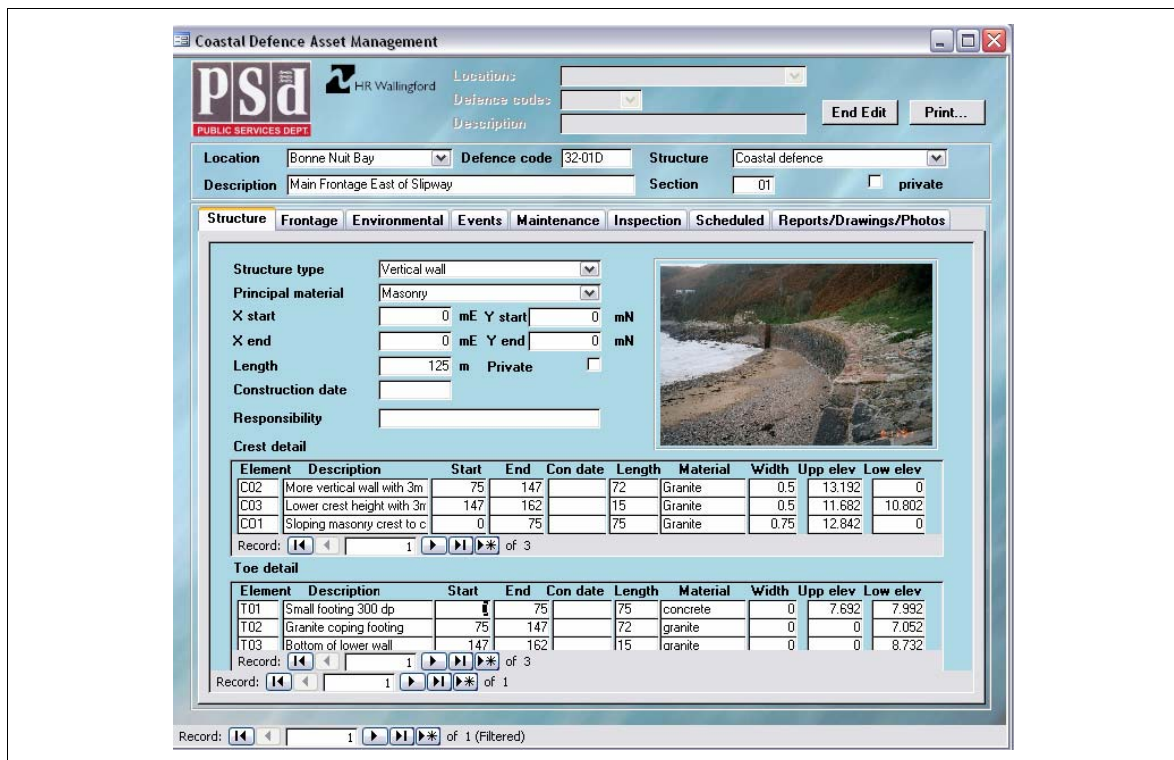 Coastal Defence Asset Management
PSd
PUBLIC SERVICES DEPT.
HR Wallingford
Locations
Defence codes
Description
End Edit Print...
Location Bonne Nuit Bay Defence code 32-01D Structure Coastal defence
Description Main Frontage East of Slipway Section 01 private
Structure Frontage Environmental Events Maintenance Inspection Scheduled Reports/Drawings/Photos
Structure type Vertical wall
Principal material Masonry
X start 0 mE Y start 0 mN
X end 0 mE Y end 0 mN
Length 125 m Private
Construction date
Responsibility
Crest detail
Element Description Start End Con date Length Material Width Upp elev Low elev
C02 More vertical wall with 3m 75 147 72 Granite 0.5 13.192 0
C03 Lower crest height with 3m 147 162 15 Granite 0.5 11.682 10.802
CO1 Sloping masonry crest to c 0 75 75 Granite 0.75 12.842 0
Record: 1 of 3
Toe detail
Element Description Start End Con date Length Material Width Upp elev Low elev
T01 Small footing 300 dp 75 75 concrete 0 7.692 7.992
T02 Granite coping footing 75 147 72 granite 0 0 7.052
T03 Bottom of lower wall 147 162 15 granite 0 0 8.732
Record: 1 of 3
Record: 1 of 1
Record: 1 of 1 (Filtered)